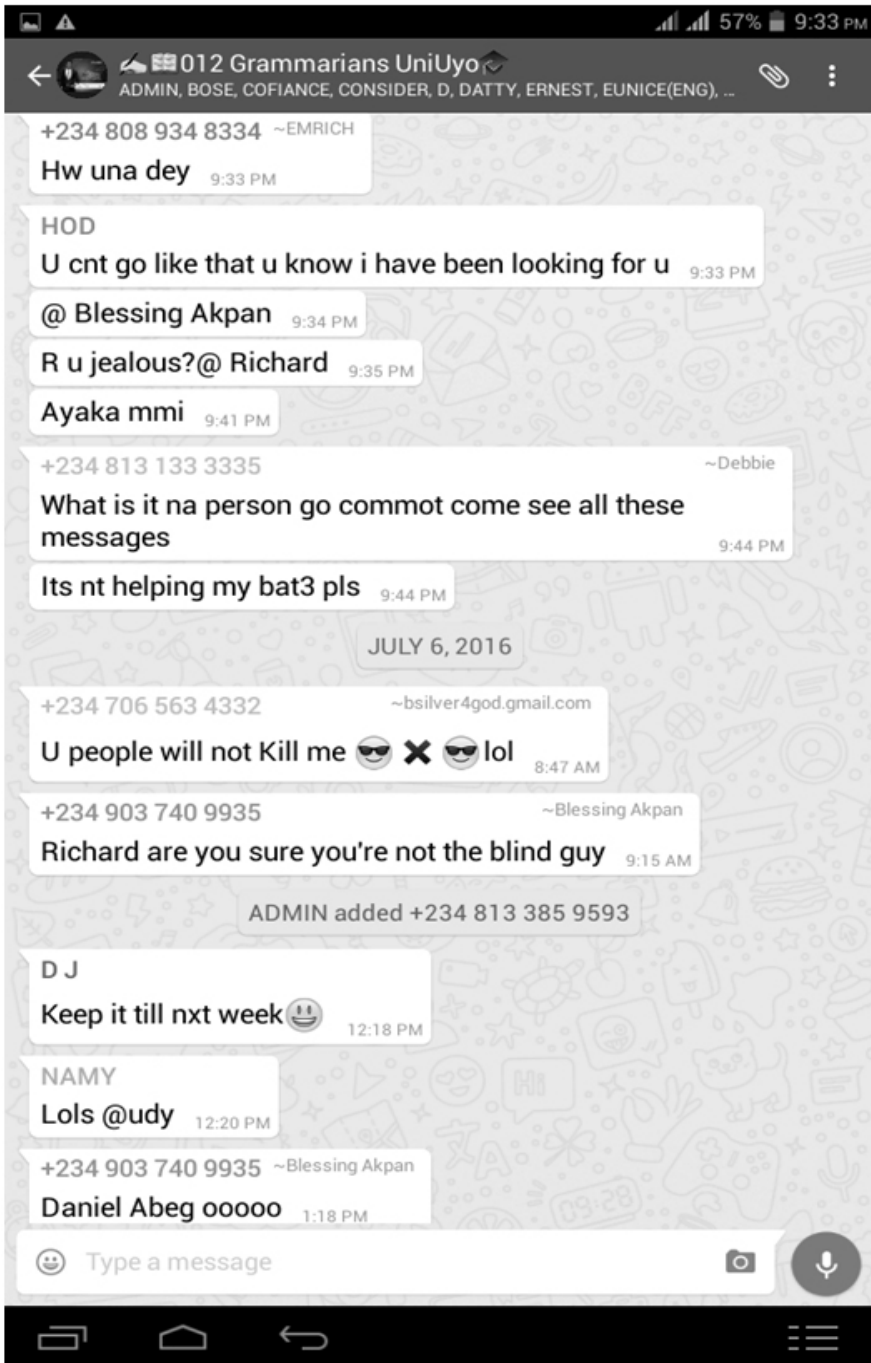 57% 9:33 PM
012 Grammarians UniUyo
ADMIN, BOSE, COFIANCE, CONSIDER, D, DATTY, ERNEST, EUNICE(ENG), ...
+234 808 934 8334 ~EMRICH
Hw una dey 9:33 PM
HOD
U cnt go like that u know i have been looking for u 9:33 PM
@ Blessing Akpan 9:34 PM
R u jealous?@ Richard 9:35 PM
Ayaka mmi 9:41 PM
+234 813 133 3335 ~Debbie
What is it na person go commot come see all these
messages 9:44 PM
Its nt helping my bat3 pls 9:44 PM
JULY 6, 2016
+234 706 563 4332 ~bsilver4god.gmail.com
U people will not Kill me 😎 ✖ 😎 lol 8:47 AM
+234 903 740 9935 ~Blessing Akpan
Richard are you sure you're not the blind guy 9:15 AM
ADMIN added +234 813 385 9593
D J
Keep it till nxt week😃 12:18 PM
NAMY
Lols @udy 12:20 PM
+234 903 740 9935 ~Blessing Akpan
Daniel Abeg ooooo 1:18 PM
Type a message